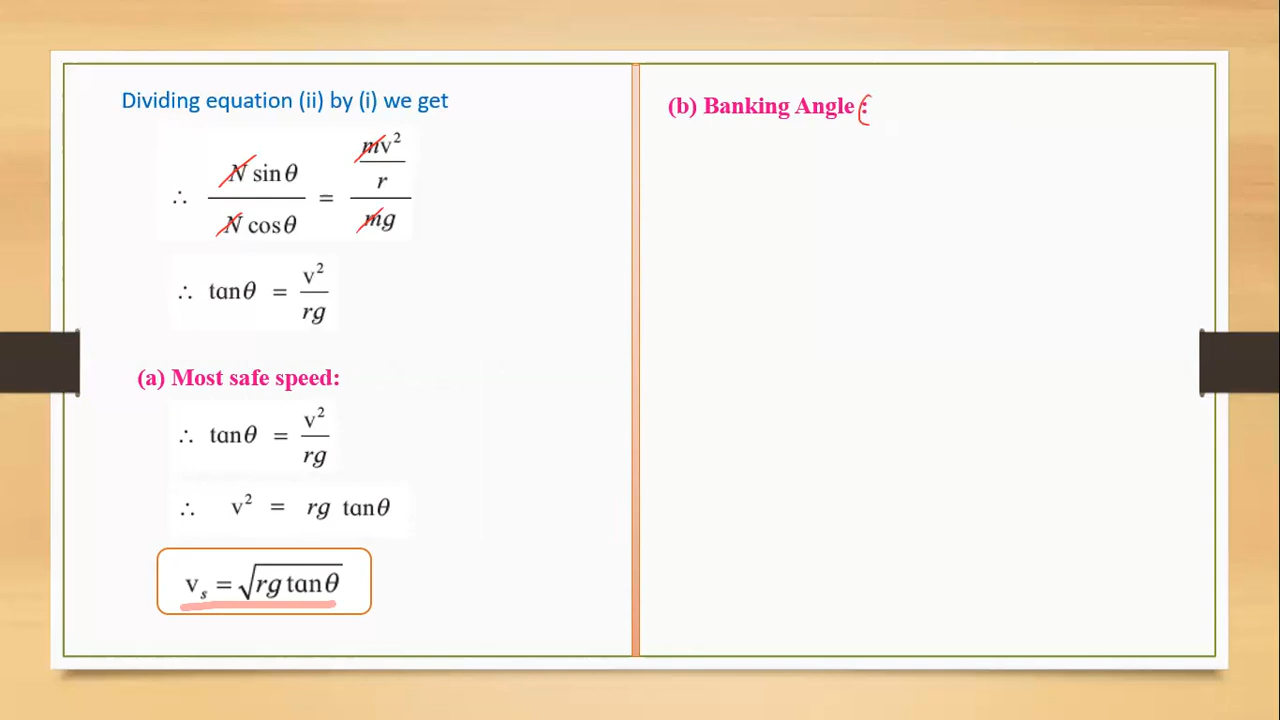 Dividing equation (ii) by (i) we get
∴ N sinθ / N cosθ = (mv² / r) / mg
∴ tanθ = v² / rg
(a) Most safe speed:
∴ tanθ = v² / rg
∴ v² = rg tanθ
vₛ = √rg tanθ
(b) Banking Angle :